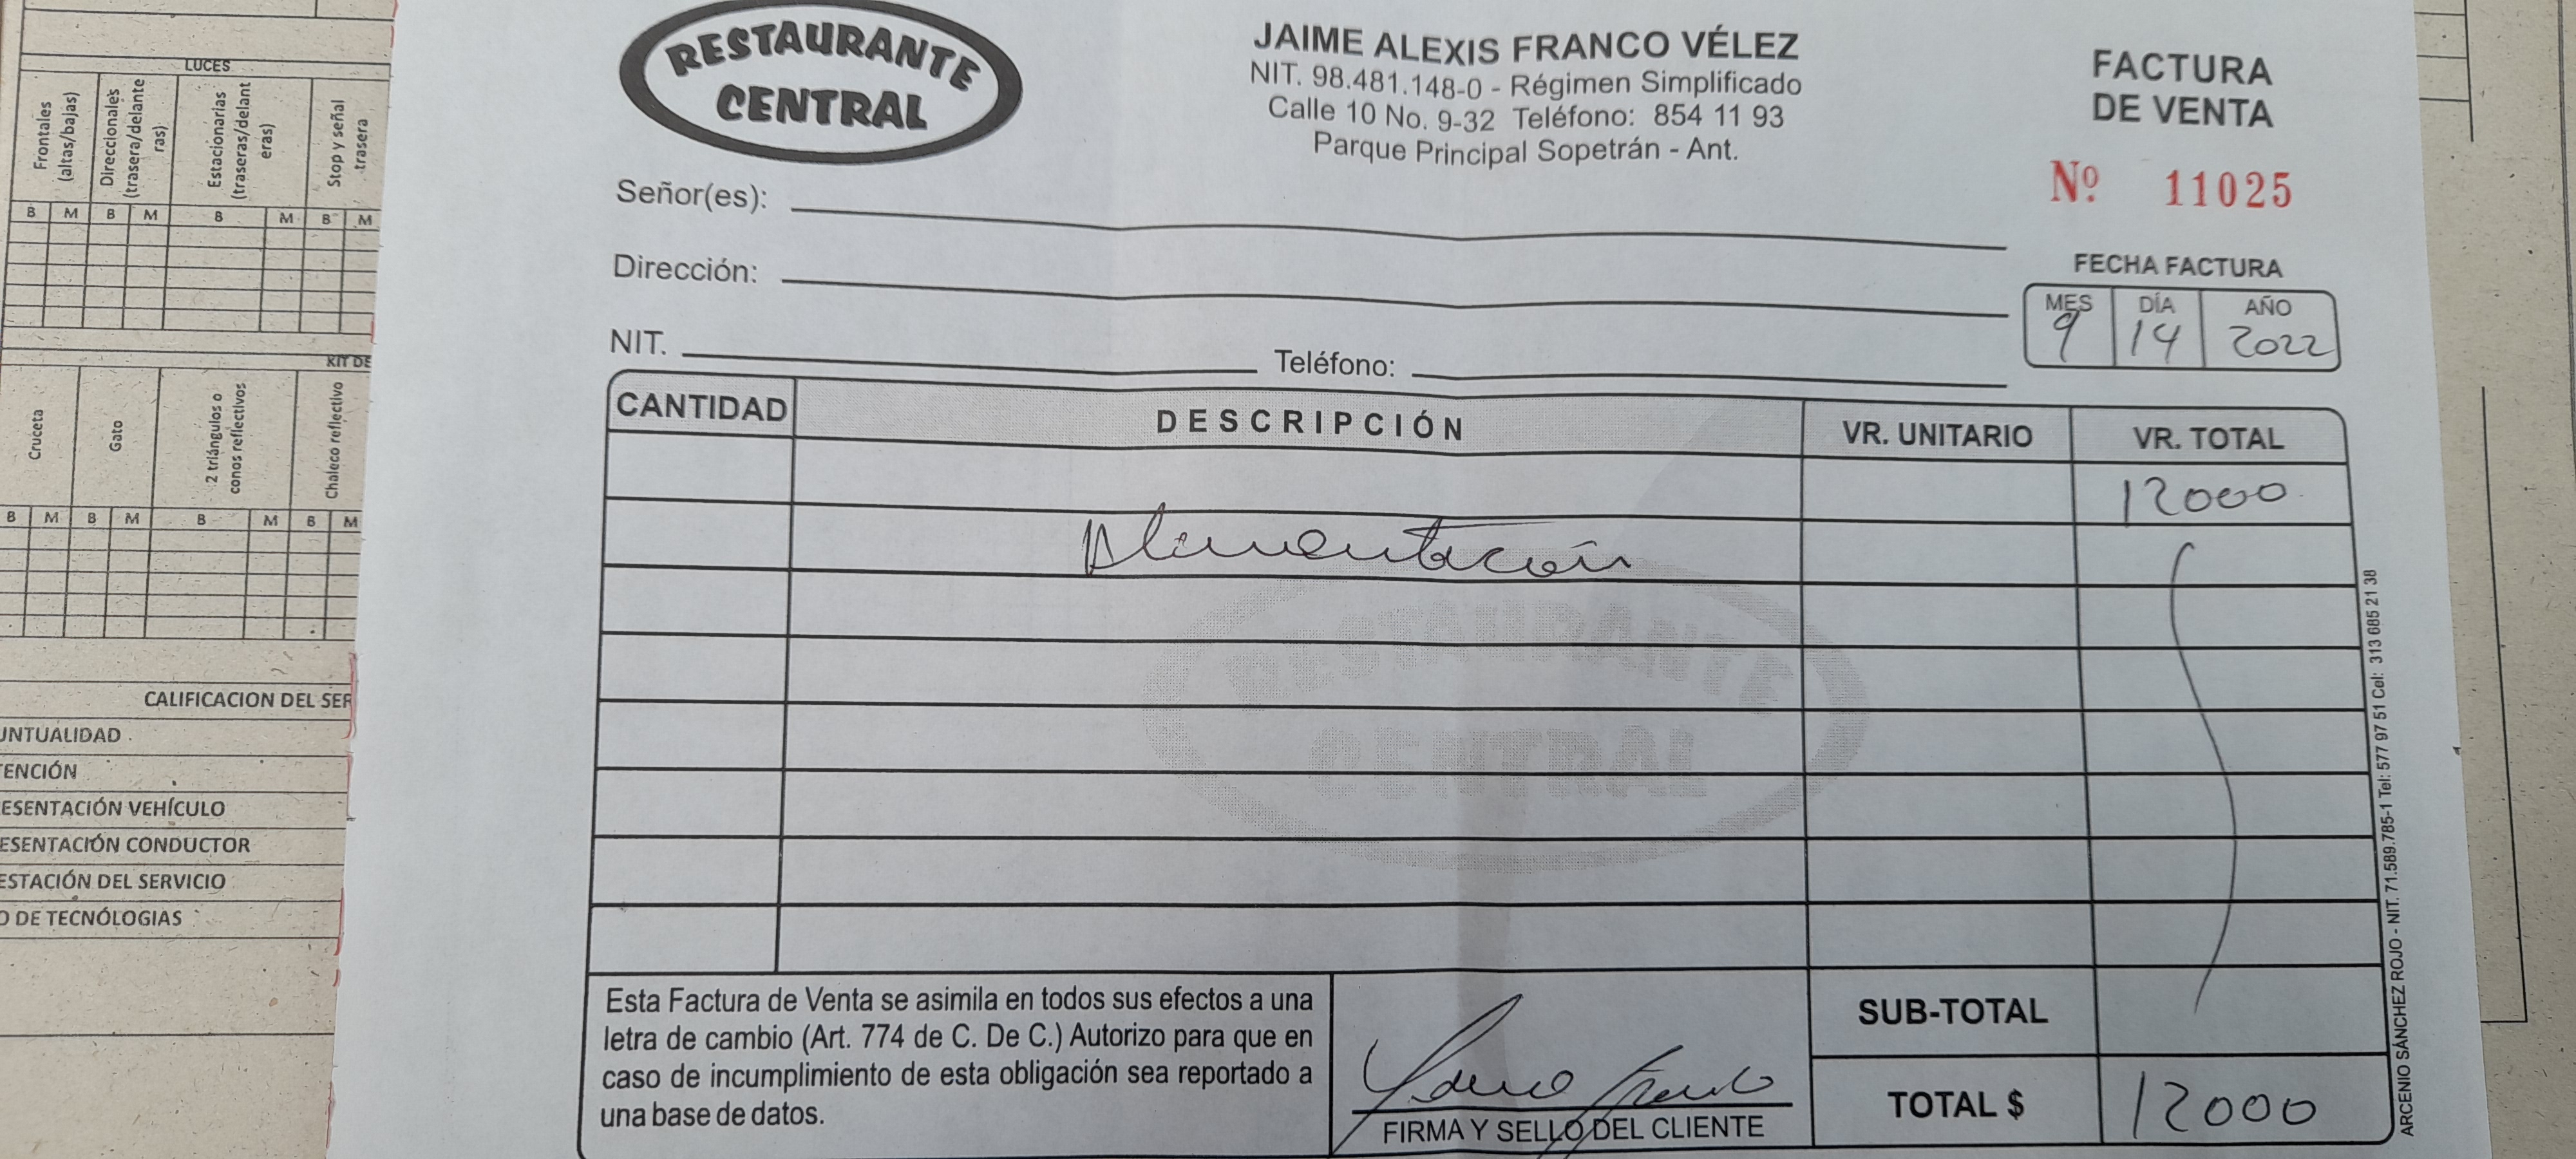 RESTAURANTE
CENTRAL
JAIME ALEXIS FRANCO VÉLEZ
NIT. 98.481.148-0 - Régimen Simplificado
Calle 10 No. 9-32 Teléfono: 854 11 93
Parque Principal Sopetrán - Ant.
FACTURA
DE VENTA
Nº 11025
Señor(es):
Dirección:
NIT. Teléfono:
FECHA FACTURA
MES DÍA AÑO
9 14 2022
CANTIDAD DESCRIPCIÓN VR. UNITARIO VR. TOTAL
12000
Alimentación
RESTAURANTE
CENTRAL
Esta Factura de Venta se asimila en todos sus efectos a una
letra de cambio (Art. 774 de C. De C.) Autorizo para que en
caso de incumplimiento de esta obligación sea reportado a
una base de datos.
FIRMA Y SELLO DEL CLIENTE
SUB-TOTAL
TOTAL $ 12000
ARCENIO SÁNCHEZ ROJO - NIT. 71.589.785-1 Tel: 577 97 51 Cel: 313 685 21 38
LUCES
Frontales
(altas/bajas)
Direccionales
(trasera/delante
ras)
Estacionarias
(traseras/delant
eras)
Stop y señal
trasera
B M B M B M B M
KIT DE
Cruceta
Gato
2 triángulos o
conos reflectivos
Chaleco reflectivo
B M B M B M B M
CALIFICACION DEL SER
UNTUALIDAD
TENCIÓN
ESENTACIÓN VEHÍCULO
ESENTACIÓN CONDUCTOR
ESTACIÓN DEL SERVICIO
O DE TECNÓLOGIAS